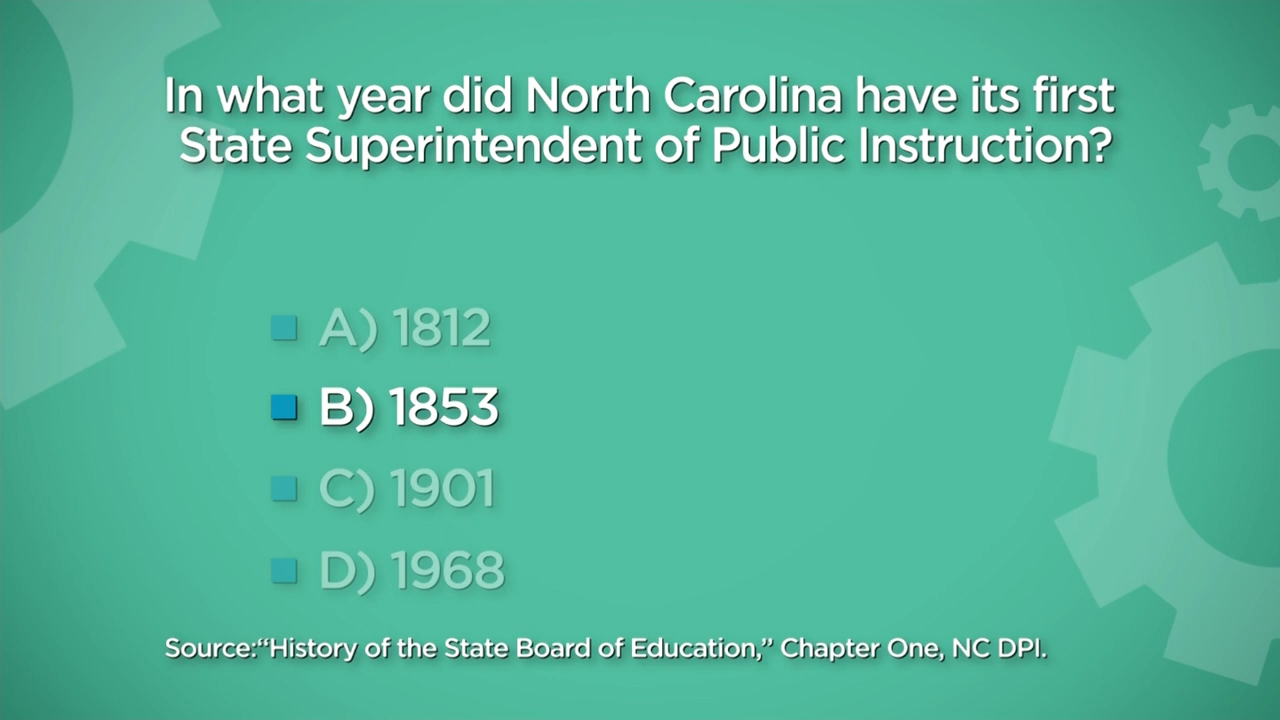 In what year did North Carolina have its first
State Superintendent of Public Instruction?
A) 1812
B) 1853
C) 1901
D) 1968
Source:“History of the State Board of Education,” Chapter One, NC DPI.